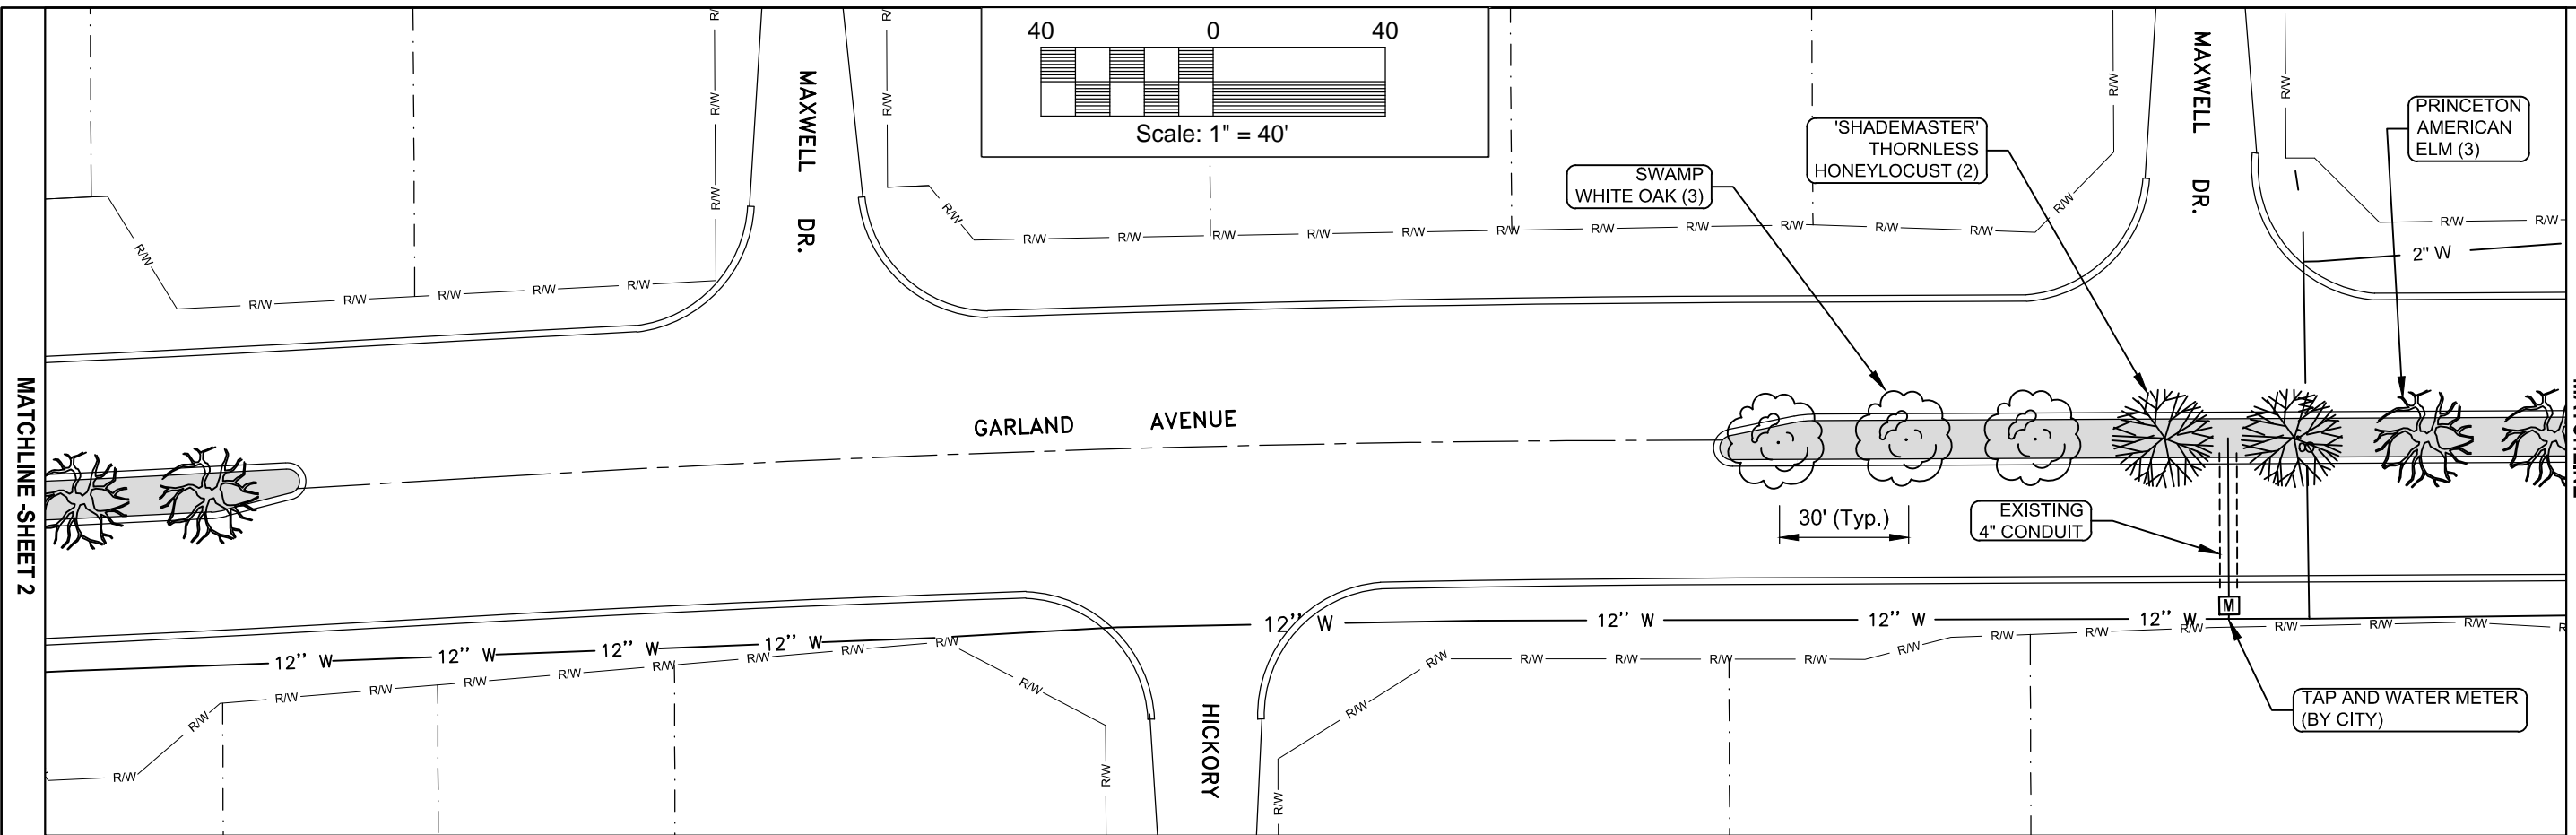 40 0 40
Scale: 1" = 40'
MAXWELL DR.
MAXWELL DR.
PRINCETON
AMERICAN
ELM (3)
'SHADEMASTER'
THORNLESS
HONEYLOCUST (2)
SWAMP
WHITE OAK (3)
R/W
R/W
R/W
R/W
R/W
R/W
R/W R/W R/W R/W R/W
R/W R/W R/W R/W R/W R/W R/W R/W R/W R/W R/W R/W
R/W
R/W
R/W
R/W R/W
2" W
MATCHLINE -SHEET 2
GARLAND AVENUE
30' (Typ.)
EXISTING
4" CONDUIT
M
12'' W 12'' W 12'' W 12'' W 12'' W 12'' W 12'' W 12'' W
R/W R/W R/W R/W R/W R/W R/W R/W R/W R/W
R/W
R/W
R/W
R/W
R/W
R/W R/W R/W R/W R/W R/W R/W R/W R/W R/W R/W R/W
HICKORY
TAP AND WATER METER
(BY CITY)